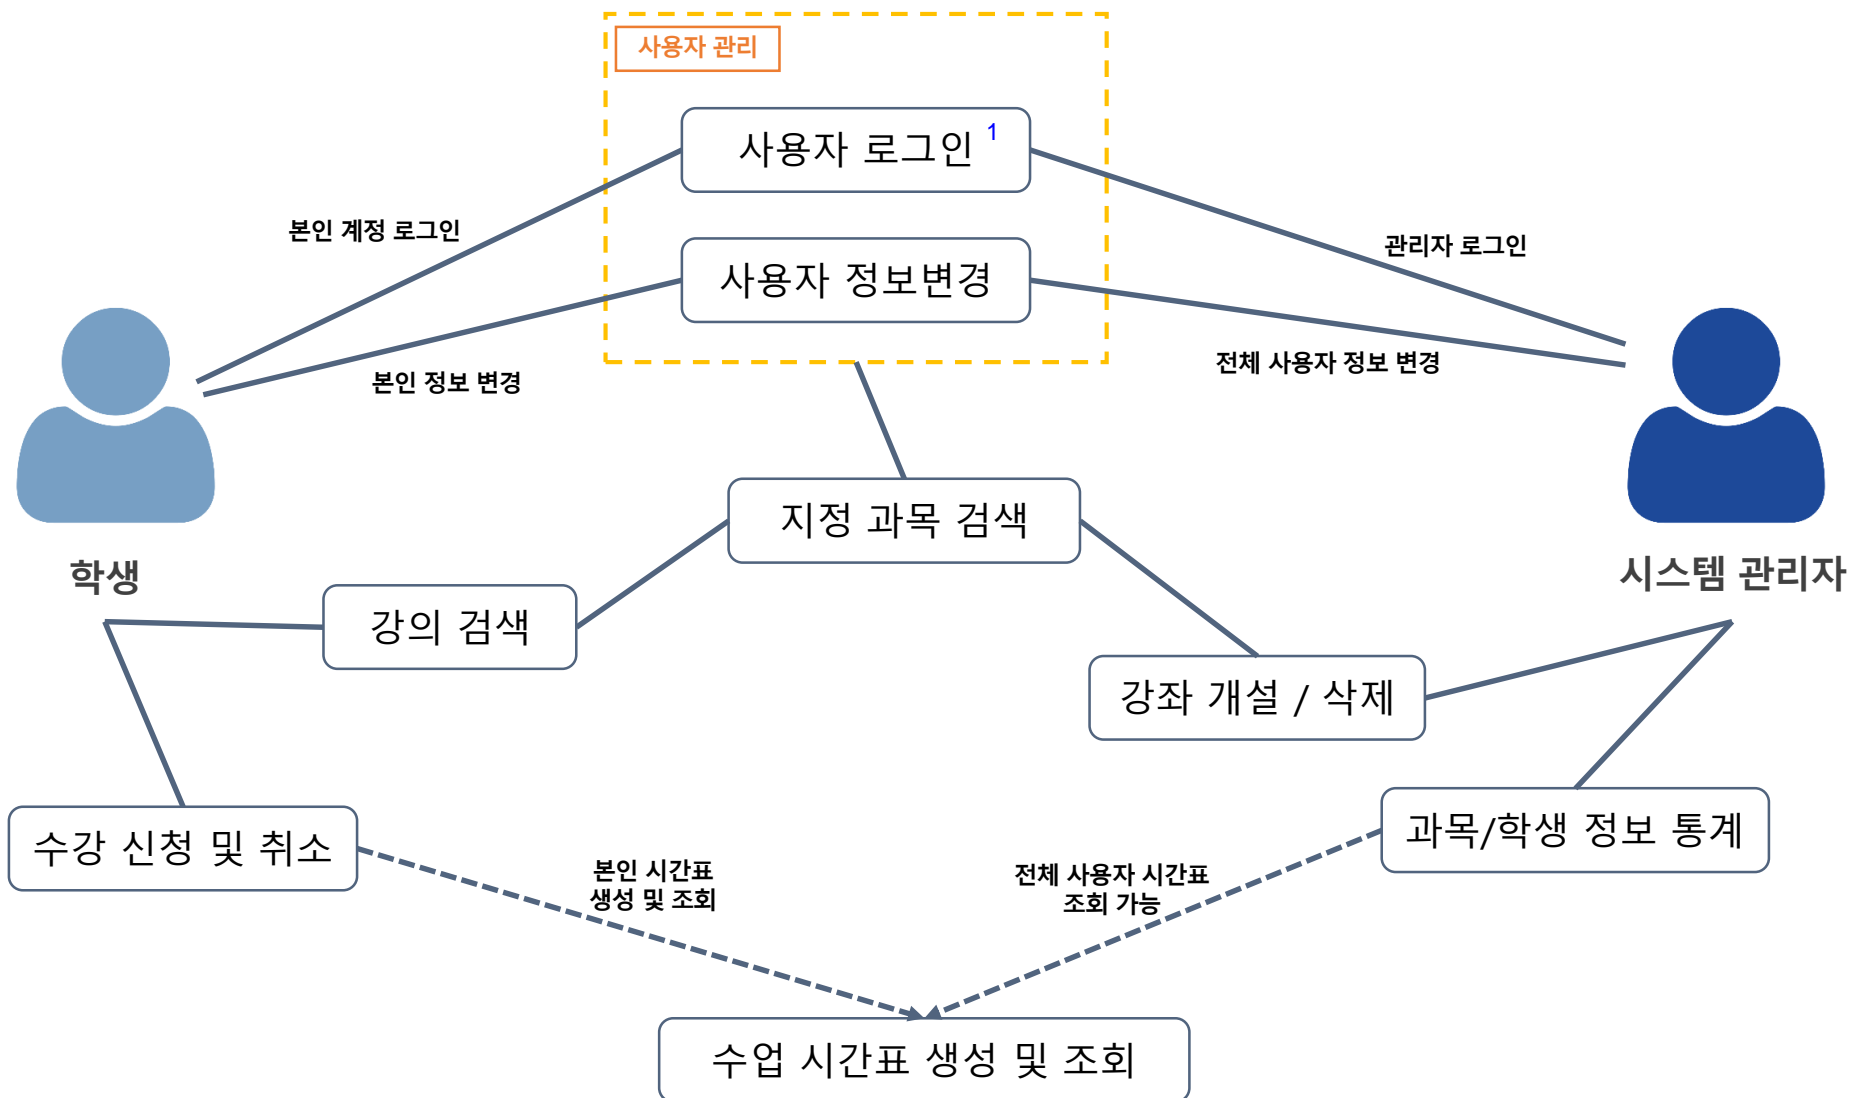 사용자 관리
사용자 로그인 1
본인 계정 로그인
관리자 로그인
사용자 정보변경
전체 사용자 정보 변경
본인 정보 변경
지정 과목 검색
학생
시스템 관리자
강의 검색
강좌 개설 / 삭제
수강 신청 및 취소
과목/학생 정보 통계
본인 시간표
생성 및 조회
전체 사용자 시간표
조회 가능
수업 시간표 생성 및 조회